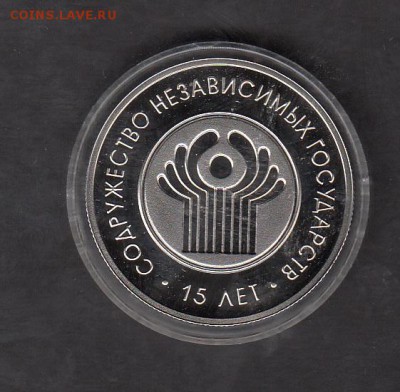 COINS.LAVE.RU
СОДРУЖЕСТВО НЕЗАВИСИМЫХ ГОСУДАРСТВ
• 15 ЛЕТ •